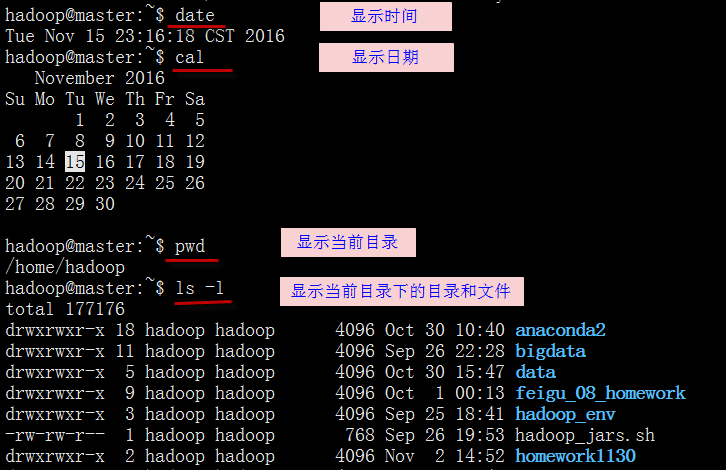 hadoop@master:~$ date 显示时间
Tue Nov 15 23:16:18 CST 2016
hadoop@master:~$ cal 显示日期
November 2016
Su Mo Tu We Th Fr Sa
1 2 3 4 5
6 7 8 9 10 11 12
13 14 15 16 17 18 19
20 21 22 23 24 25 26
27 28 29 30
hadoop@master:~$ pwd 显示当前目录
/home/hadoop
hadoop@master:~$ ls -l 显示当前目录下的目录和文件
total 177176
drwxrwxr-x 18 hadoop hadoop 4096 Oct 30 10:40 anaconda2
drwxrwxr-x 11 hadoop hadoop 4096 Sep 26 22:28 bigdata
drwxrwxr-x 5 hadoop hadoop 4096 Oct 30 15:47 data
drwxrwxr-x 9 hadoop hadoop 4096 Oct 1 00:13 feigu_08_homework
drwxrwxr-x 3 hadoop hadoop 4096 Sep 25 18:41 hadoop_env
-rw-rw-r-- 1 hadoop hadoop 768 Sep 26 19:53 hadoop_jars.sh
drwxrwxr-x 2 hadoop hadoop 4096 Nov 2 14:52 homework1130